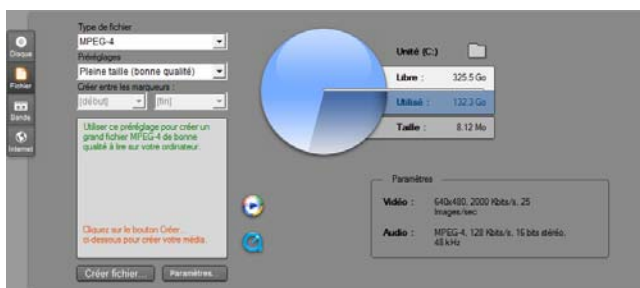 Type de fichier
MPEG-4
Préréglages
Pleine taille (bonne qualité)
Créer entre les marqueurs :
[début]
[fin]
Disque
Fichier
Bande
Internet
Utiliser ce préréglage pour créer un
grand fichier MPEG-4 de bonne
qualité à lire sur votre ordinateur.
Cliquez sur le bouton Créer...
ci-dessous pour créer votre média.
Créer fichier...
Paramètres...
Unité (C:)
Libre : 325.5 Go
Utilisé : 132.3 Go
Taille : 8.12 Mo
Paramètres
Vidéo : 640x480, 2000 Kbits/s, 25
Images/sec
Audio : MPEG-4, 128 Kbits/s, 16 bits stéréo,
48 kHz